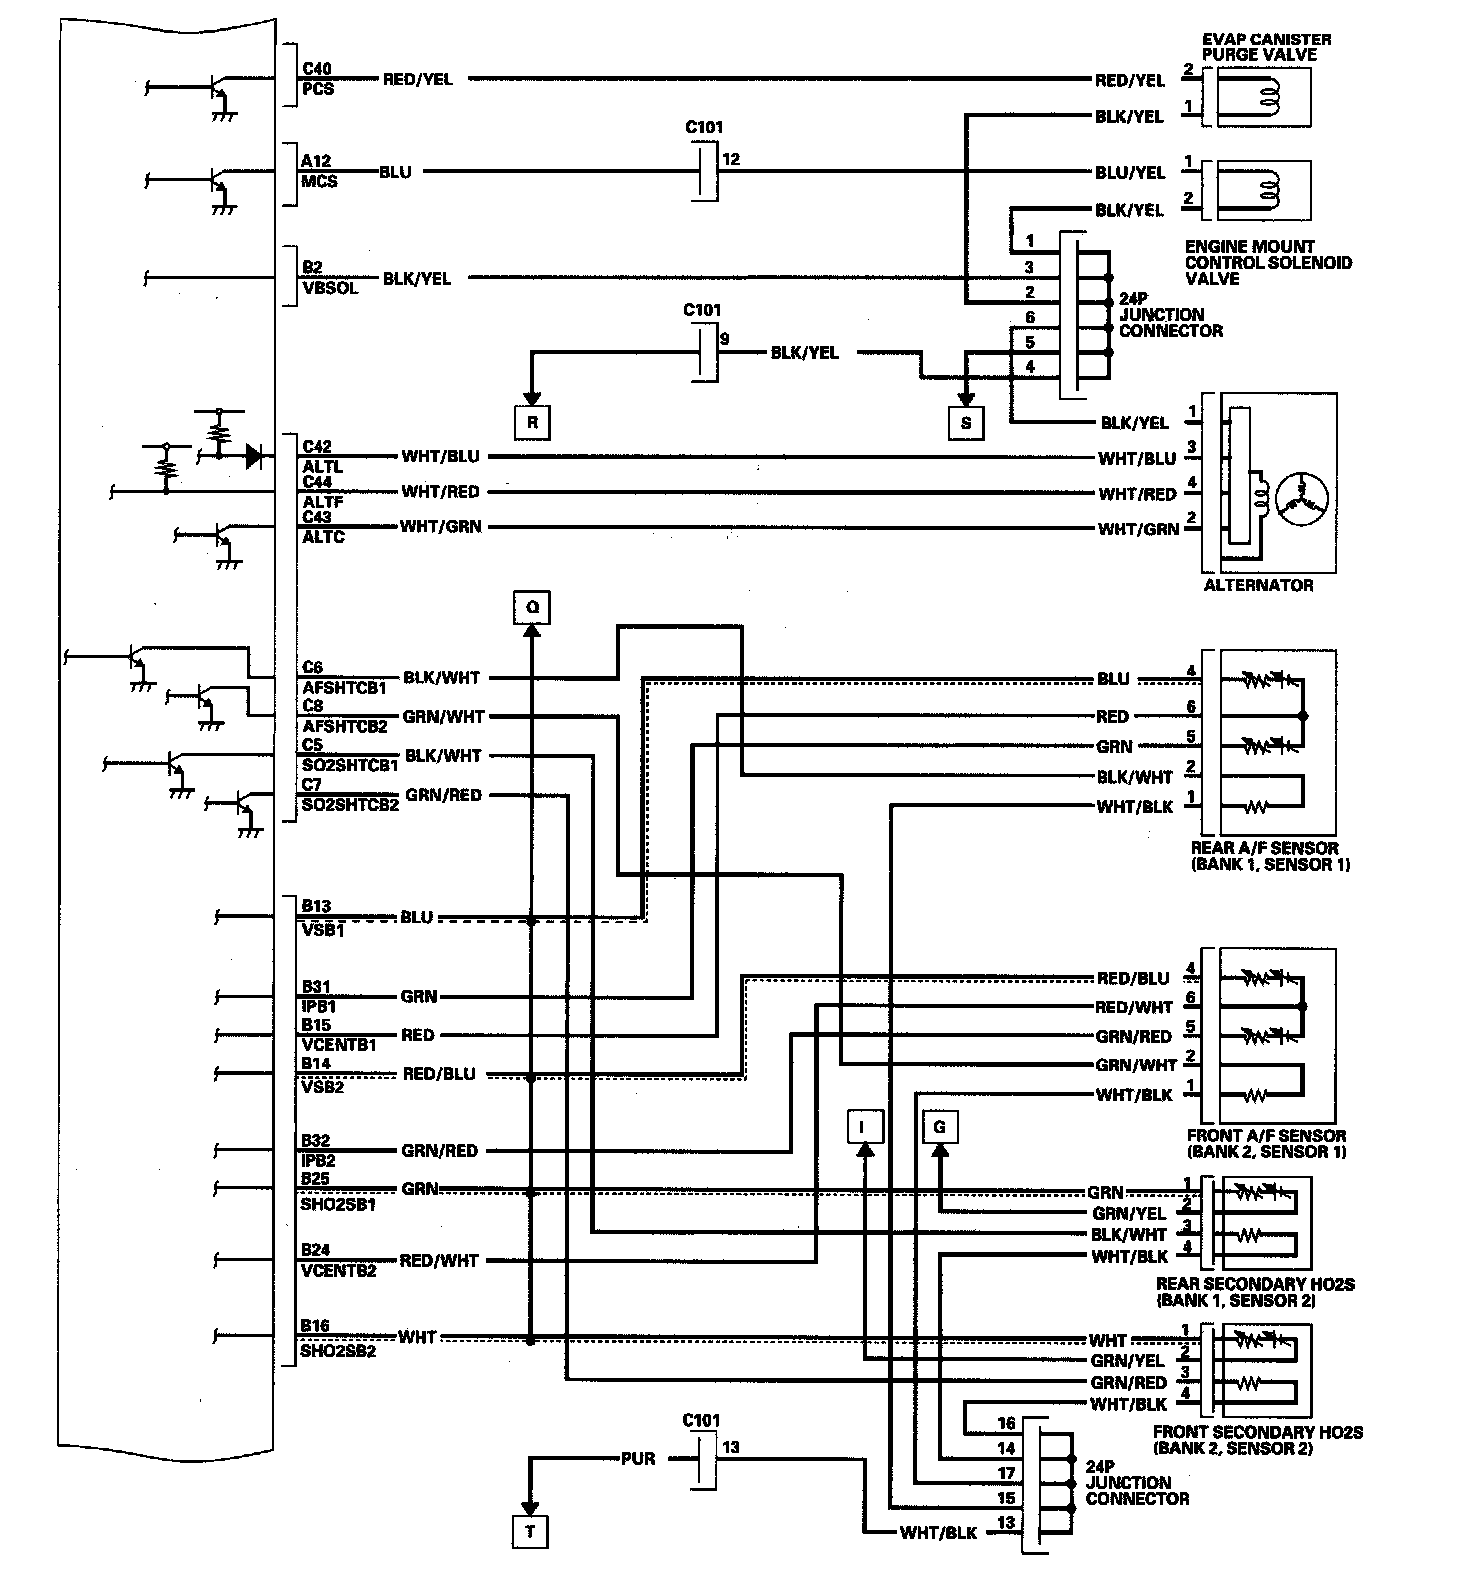 EVAP CANISTER
PURGE VALVE
C40
PCS
RED/YEL
RED/YEL
2
BLK/YEL
1
C101
A12
MCS
BLU
12
BLU/YEL
1
BLK/YEL
2
ENGINE MOUNT
CONTROL SOLENOID
VALVE
B2
VBSOL
BLK/YEL
1
3
2
6
5
4
24P
JUNCTION
CONNECTOR
C101
9
BLK/YEL
R
S
BLK/YEL
1
C42
ALTL
WHT/BLU
WHT/BLU
3
C44
ALTF
WHT/RED
WHT/RED
4
C43
ALTC
WHT/GRN
WHT/GRN
2
ALTERNATOR
Q
C6
AFSHTCB1
BLK/WHT
BLU
4
C8
AFSHTCB2
GRN/WHT
RED
6
C5
SO2SHTCB1
BLK/WHT
GRN
5
C7
SO2SHTCB2
GRN/RED
BLK/WHT
2
WHT/BLK
1
REAR A/F SENSOR
(BANK 1, SENSOR 1)
B13
VSB1
BLU
B31
IPB1
GRN
RED/BLU
4
B15
VCENTB1
RED
RED/WHT
6
B14
VSB2
RED/BLU
GRN/RED
5
GRN/WHT
2
WHT/BLK
1
FRONT A/F SENSOR
(BANK 2, SENSOR 1)
I
G
B32
IPB2
GRN/RED
B25
SHO2SB1
GRN
GRN
1
GRN/YEL
2
BLK/WHT
3
WHT/BLK
4
REAR SECONDARY HO2S
(BANK 1, SENSOR 2)
B24
VCENTB2
RED/WHT
B16
SHO2SB2
WHT
WHT
1
GRN/YEL
2
GRN/RED
3
WHT/BLK
4
FRONT SECONDARY HO2S
(BANK 2, SENSOR 2)
C101
PUR
13
T
16
14
17
15
13
WHT/BLK
24P
JUNCTION
CONNECTOR